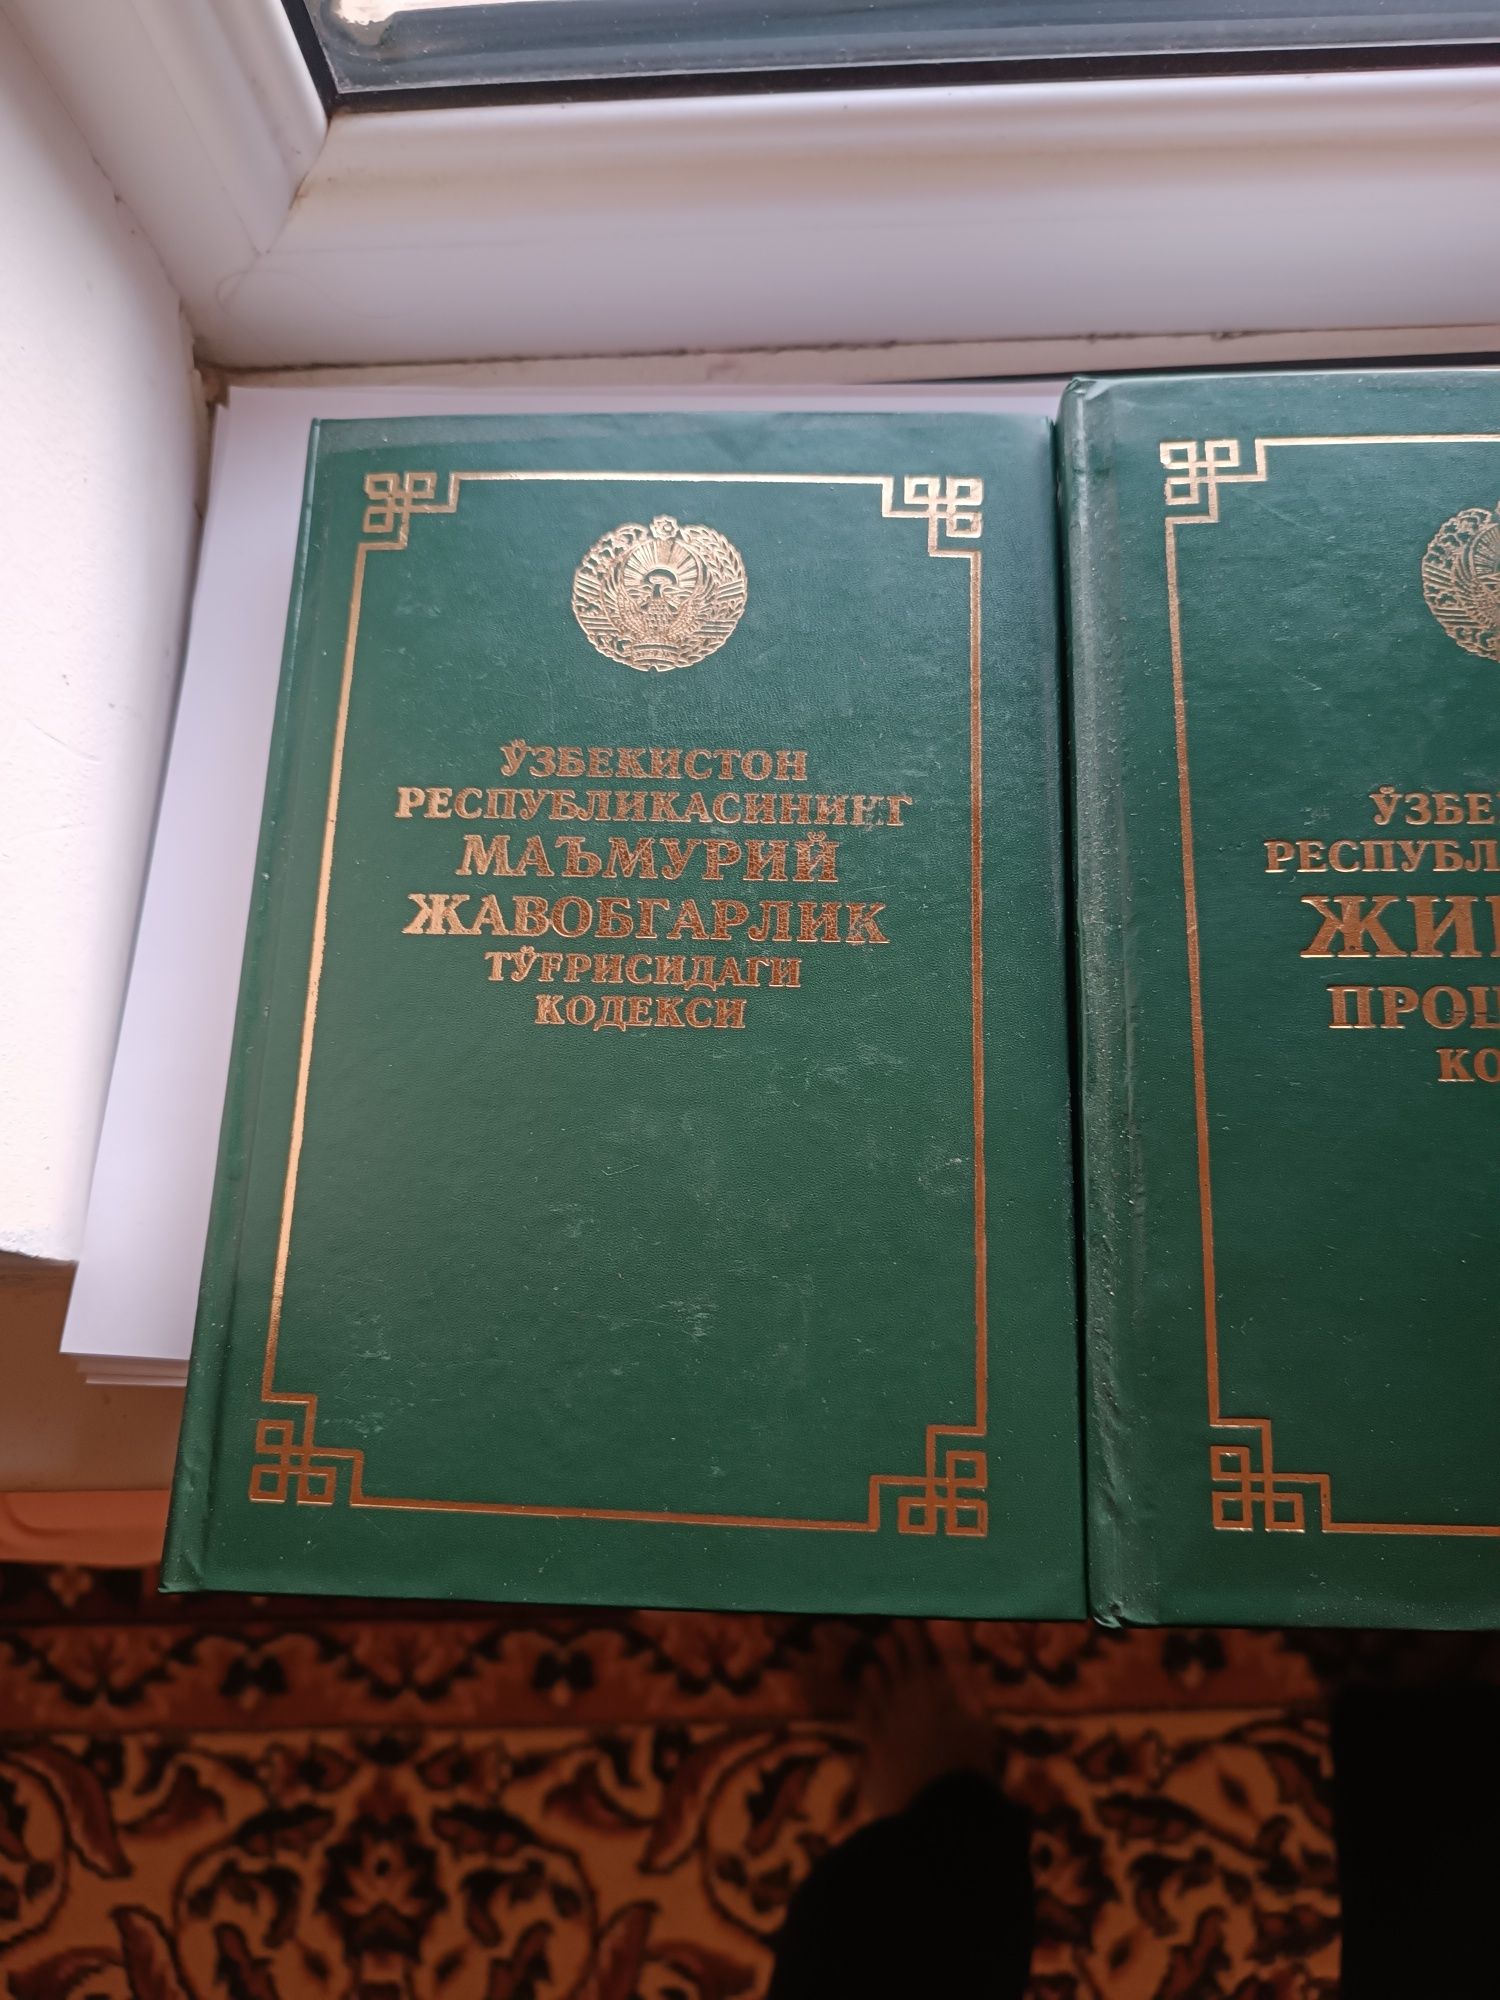 ЎЗБЕКИСТОН
РЕСПУБЛИКАСИНИНГ
МАЪМУРИЙ
ЖАВОБГАРЛИК
ТЎҒРИСИДАГИ
КОДЕКСИ
ЎЗБЕ
РЕСПУБЛ
ЖИ
ПРОЦ
КО